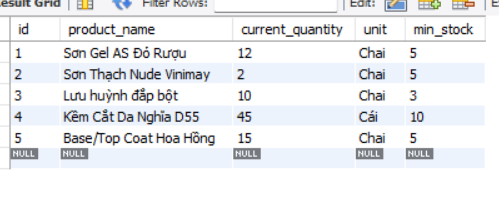 Result Grid Filter Rows: Edit:
id product_name current_quantity unit min_stock
1 Sơn Gel AS Đỏ Rượu 12 Chai 5
2 Sơn Thạch Nude Vinimay 2 Chai 5
3 Lưu huỳnh đắp bột 10 Chai 3
4 Kềm Cắt Da Nghĩa D55 45 Cái 10
5 Base/Top Coat Hoa Hồng 15 Chai 5
NULL NULL NULL NULL NULL